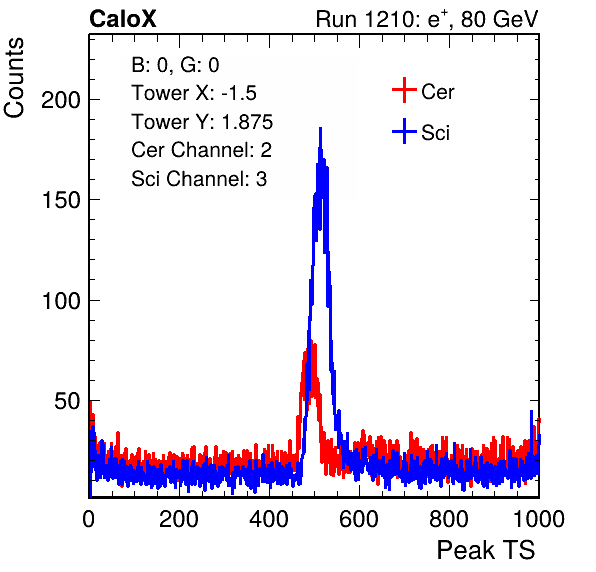 CaloX Run 1210: e⁺, 80 GeV
Counts
B: 0, G: 0
Tower X: -1.5
Tower Y: 1.875
Cer Channel: 2
Sci Channel: 3
Cer
Sci
200
150
100
50
0 200 400 600 800 1000
Peak TS